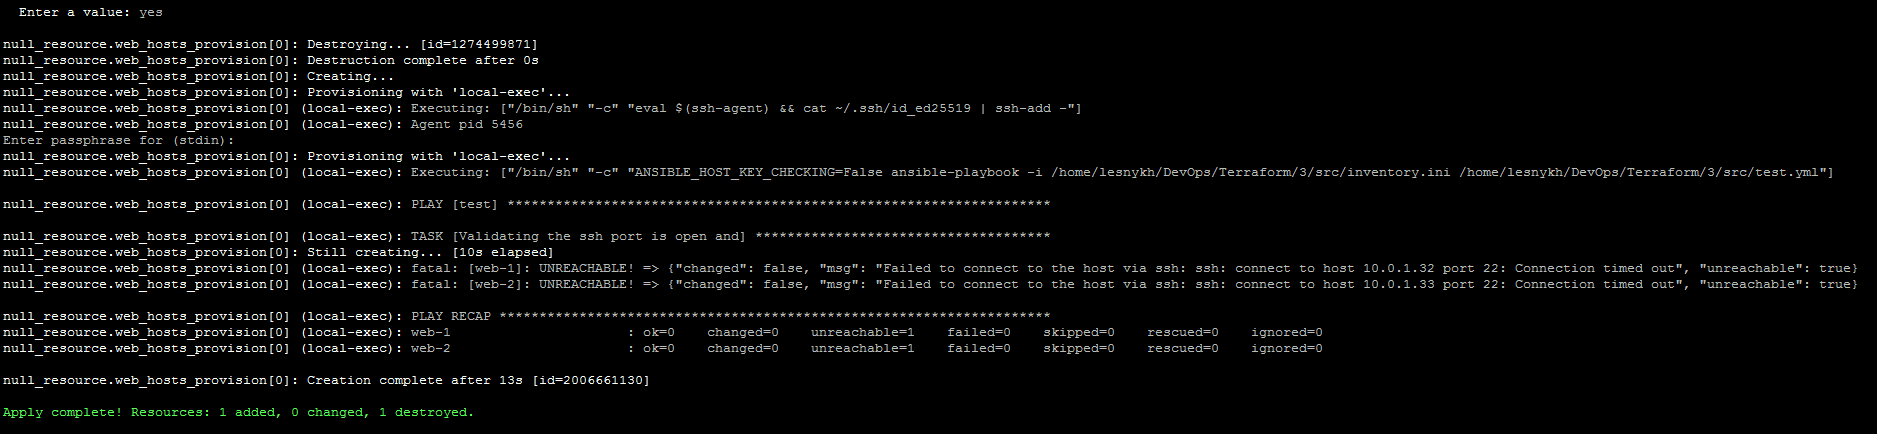 Enter a value: yes
null_resource.web_hosts_provision[0]: Destroying... [id=1274499871]
null_resource.web_hosts_provision[0]: Destruction complete after 0s
null_resource.web_hosts_provision[0]: Creating...
null_resource.web_hosts_provision[0]: Provisioning with 'local-exec'...
null_resource.web_hosts_provision[0] (local-exec): Executing: ["/bin/sh" "-c" "eval $(ssh-agent) && cat ~/.ssh/id_ed25519 | ssh-add -"]
null_resource.web_hosts_provision[0] (local-exec): Agent pid 5456
Enter passphrase for (stdin):
null_resource.web_hosts_provision[0]: Provisioning with 'local-exec'...
null_resource.web_hosts_provision[0] (local-exec): Executing: ["/bin/sh" "-c" "ANSIBLE_HOST_KEY_CHECKING=False ansible-playbook -i /home/lesnykh/DevOps/Terraform/3/src/inventory.ini /home/lesnykh/DevOps/Terraform/3/src/test.yml"]
null_resource.web_hosts_provision[0] (local-exec): PLAY [test] ********************************************************************
null_resource.web_hosts_provision[0] (local-exec): TASK [Validating the ssh port is open and] *************************************
null_resource.web_hosts_provision[0]: Still creating... [10s elapsed]
null_resource.web_hosts_provision[0] (local-exec): fatal: [web-1]: UNREACHABLE! => {"changed": false, "msg": "Failed to connect to the host via ssh: ssh: connect to host 10.0.1.32 port 22: Connection timed out", "unreachable": true}
null_resource.web_hosts_provision[0] (local-exec): fatal: [web-2]: UNREACHABLE! => {"changed": false, "msg": "Failed to connect to the host via ssh: ssh: connect to host 10.0.1.33 port 22: Connection timed out", "unreachable": true}
null_resource.web_hosts_provision[0] (local-exec): PLAY RECAP *********************************************************************
null_resource.web_hosts_provision[0] (local-exec): web-1                      : ok=0    changed=0    unreachable=1    failed=0    skipped=0    rescued=0    ignored=0
null_resource.web_hosts_provision[0] (local-exec): web-2                      : ok=0    changed=0    unreachable=1    failed=0    skipped=0    rescued=0    ignored=0
null_resource.web_hosts_provision[0]: Creation complete after 13s [id=2006661130]
Apply complete! Resources: 1 added, 0 changed, 1 destroyed.